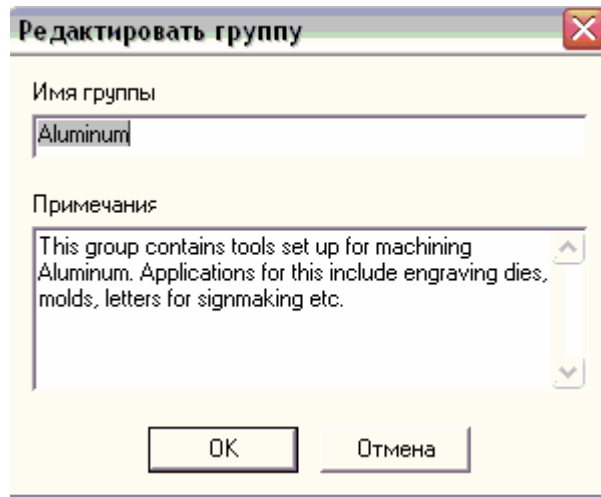 Редактировать группу
Имя группы
Aluminum
Примечания
This group contains tools set up for machining
Aluminum. Applications for this include engraving dies,
molds, letters for signmaking etc.
OK
Отмена